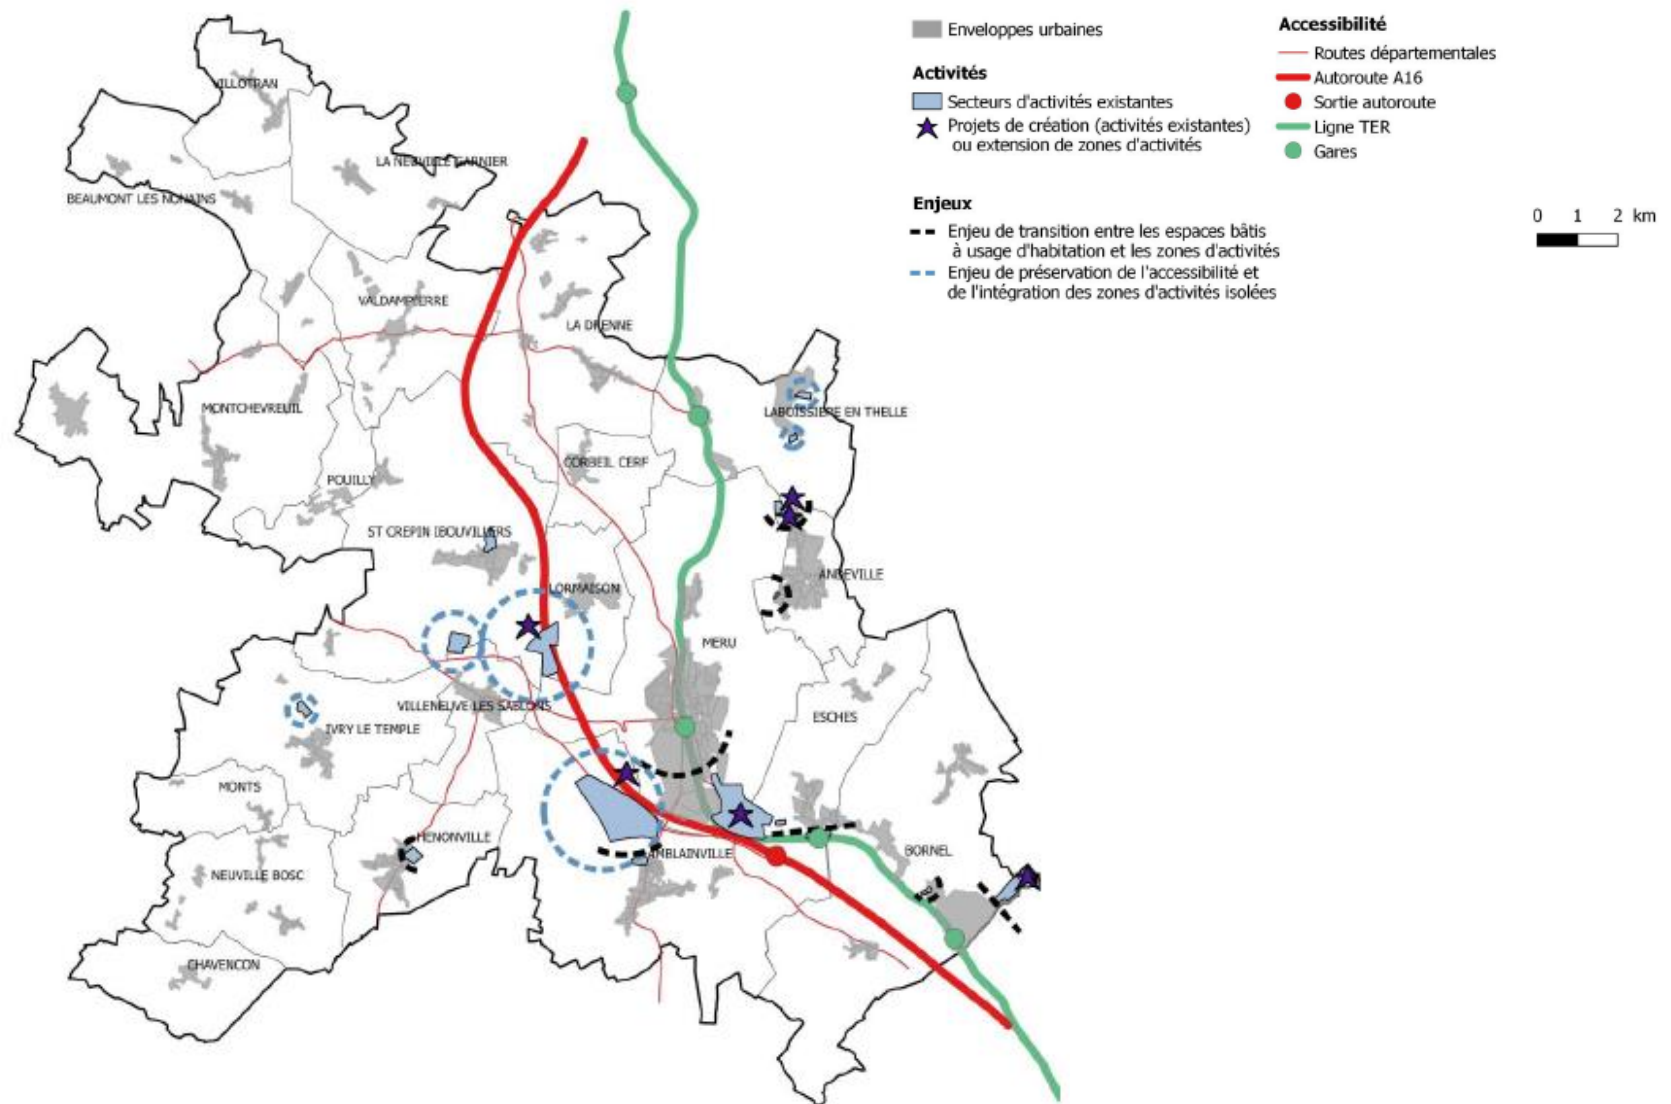 Enveloppes urbaines
Activités
Secteurs d'activités existantes
Projets de création (activités existantes)
ou extension de zones d'activités
Enjeux
Enjeu de transition entre les espaces bâtis
à usage d'habitation et les zones d'activités
Enjeu de préservation de l'accessibilité et
de l'intégration des zones d'activités isolées
Accessibilité
Routes départementales
Autoroute A16
Sortie autoroute
Ligne TER
Gares
0 1 2 km
VILLOTRAN
LA NEUVILLE GARNIER
BEAUMONT LES NONAINS
VALDAMPIERRE
LA DRENNE
MONTCHEVREUIL
LABOISSIERE EN THELLE
CORBEIL CERF
POUILLY
ST CREPIN IBOUVILLERS
ANDEVILLE
LORMAISON
MERU
VILLENEUVE LES SABLONS
ESCHES
IVRY LE TEMPLE
MONTS
HENONVILLE
AMBLAINVILLE
BORNEL
NEUVILLE BOSC
CHAVENCON